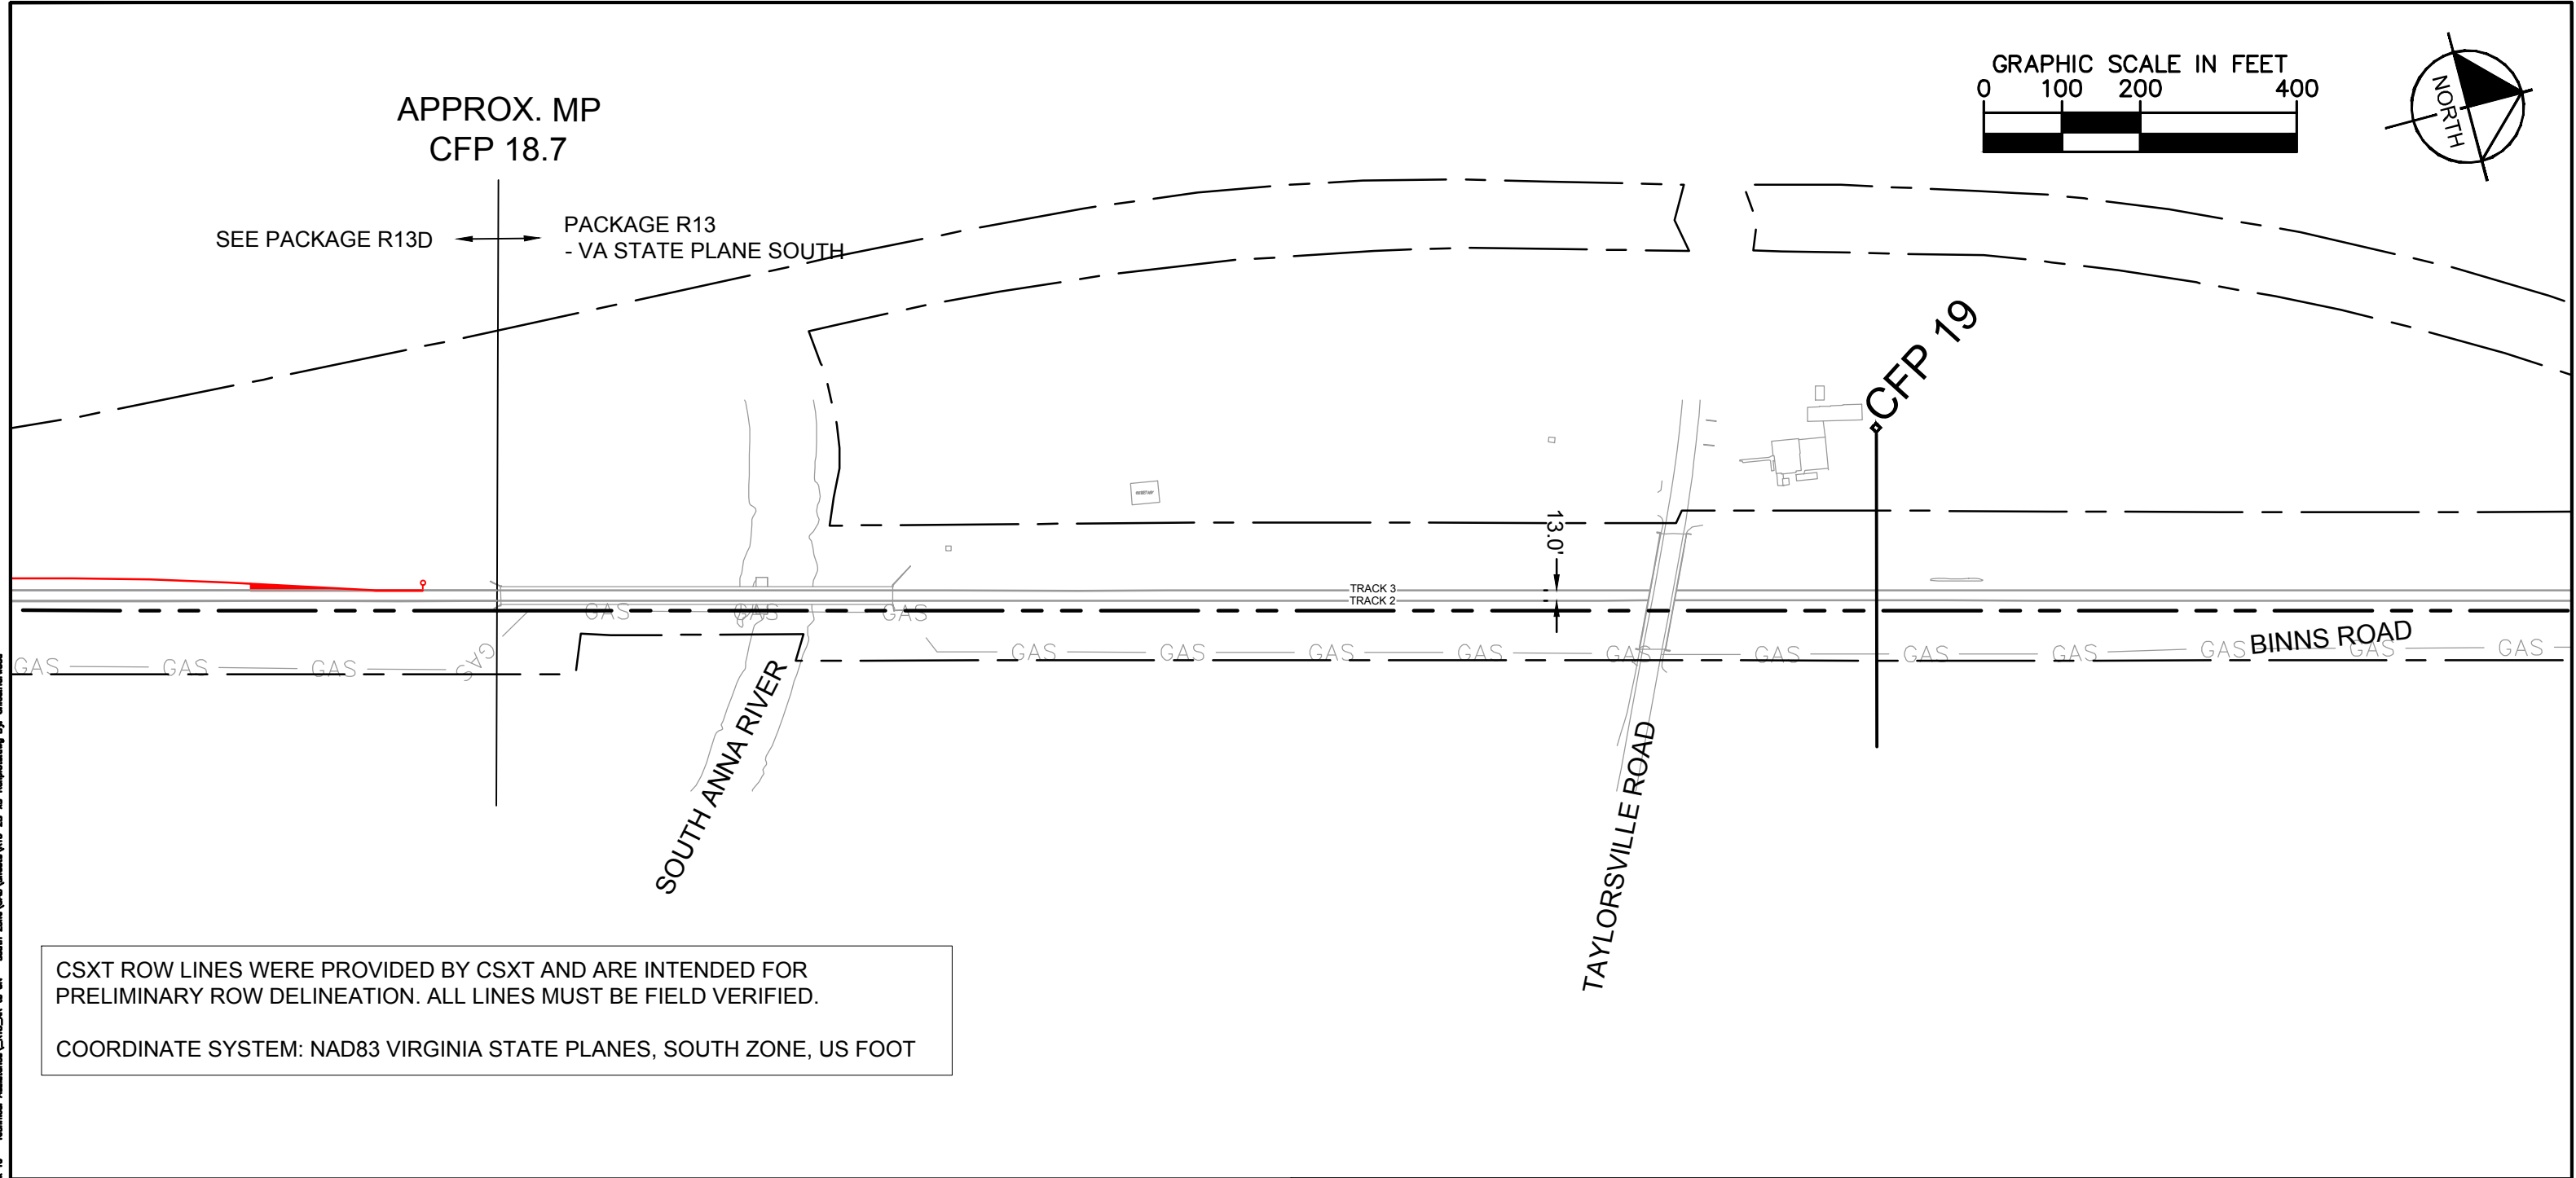 GRAPHIC SCALE IN FEET
0 100 200 400
NORTH
APPROX. MP
CFP 18.7
SEE PACKAGE R13D
PACKAGE R13
- VA STATE PLANE SOUTH
CFP 19
13.0'
TRACK 3
TRACK 2
GAS GAS GAS
GAS GAS GAS GAS GAS GAS GAS GAS GAS GAS GAS GAS GAS GAS GAS
BINNS ROAD
SOUTH ANNA RIVER
TAYLORSVILLE ROAD
CSXT ROW LINES WERE PROVIDED BY CSXT AND ARE INTENDED FOR
PRELIMINARY ROW DELINEATION. ALL LINES MUST BE FIELD VERIFIED.
COORDINATE SYSTEM: NAD83 VIRGINIA STATE PLANES, SOUTH ZONE, US FOOT